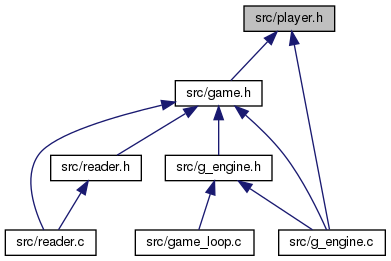 src/player.h
src/game.h
src/reader.h
src/g_engine.h
src/reader.c
src/game_loop.c
src/g_engine.c